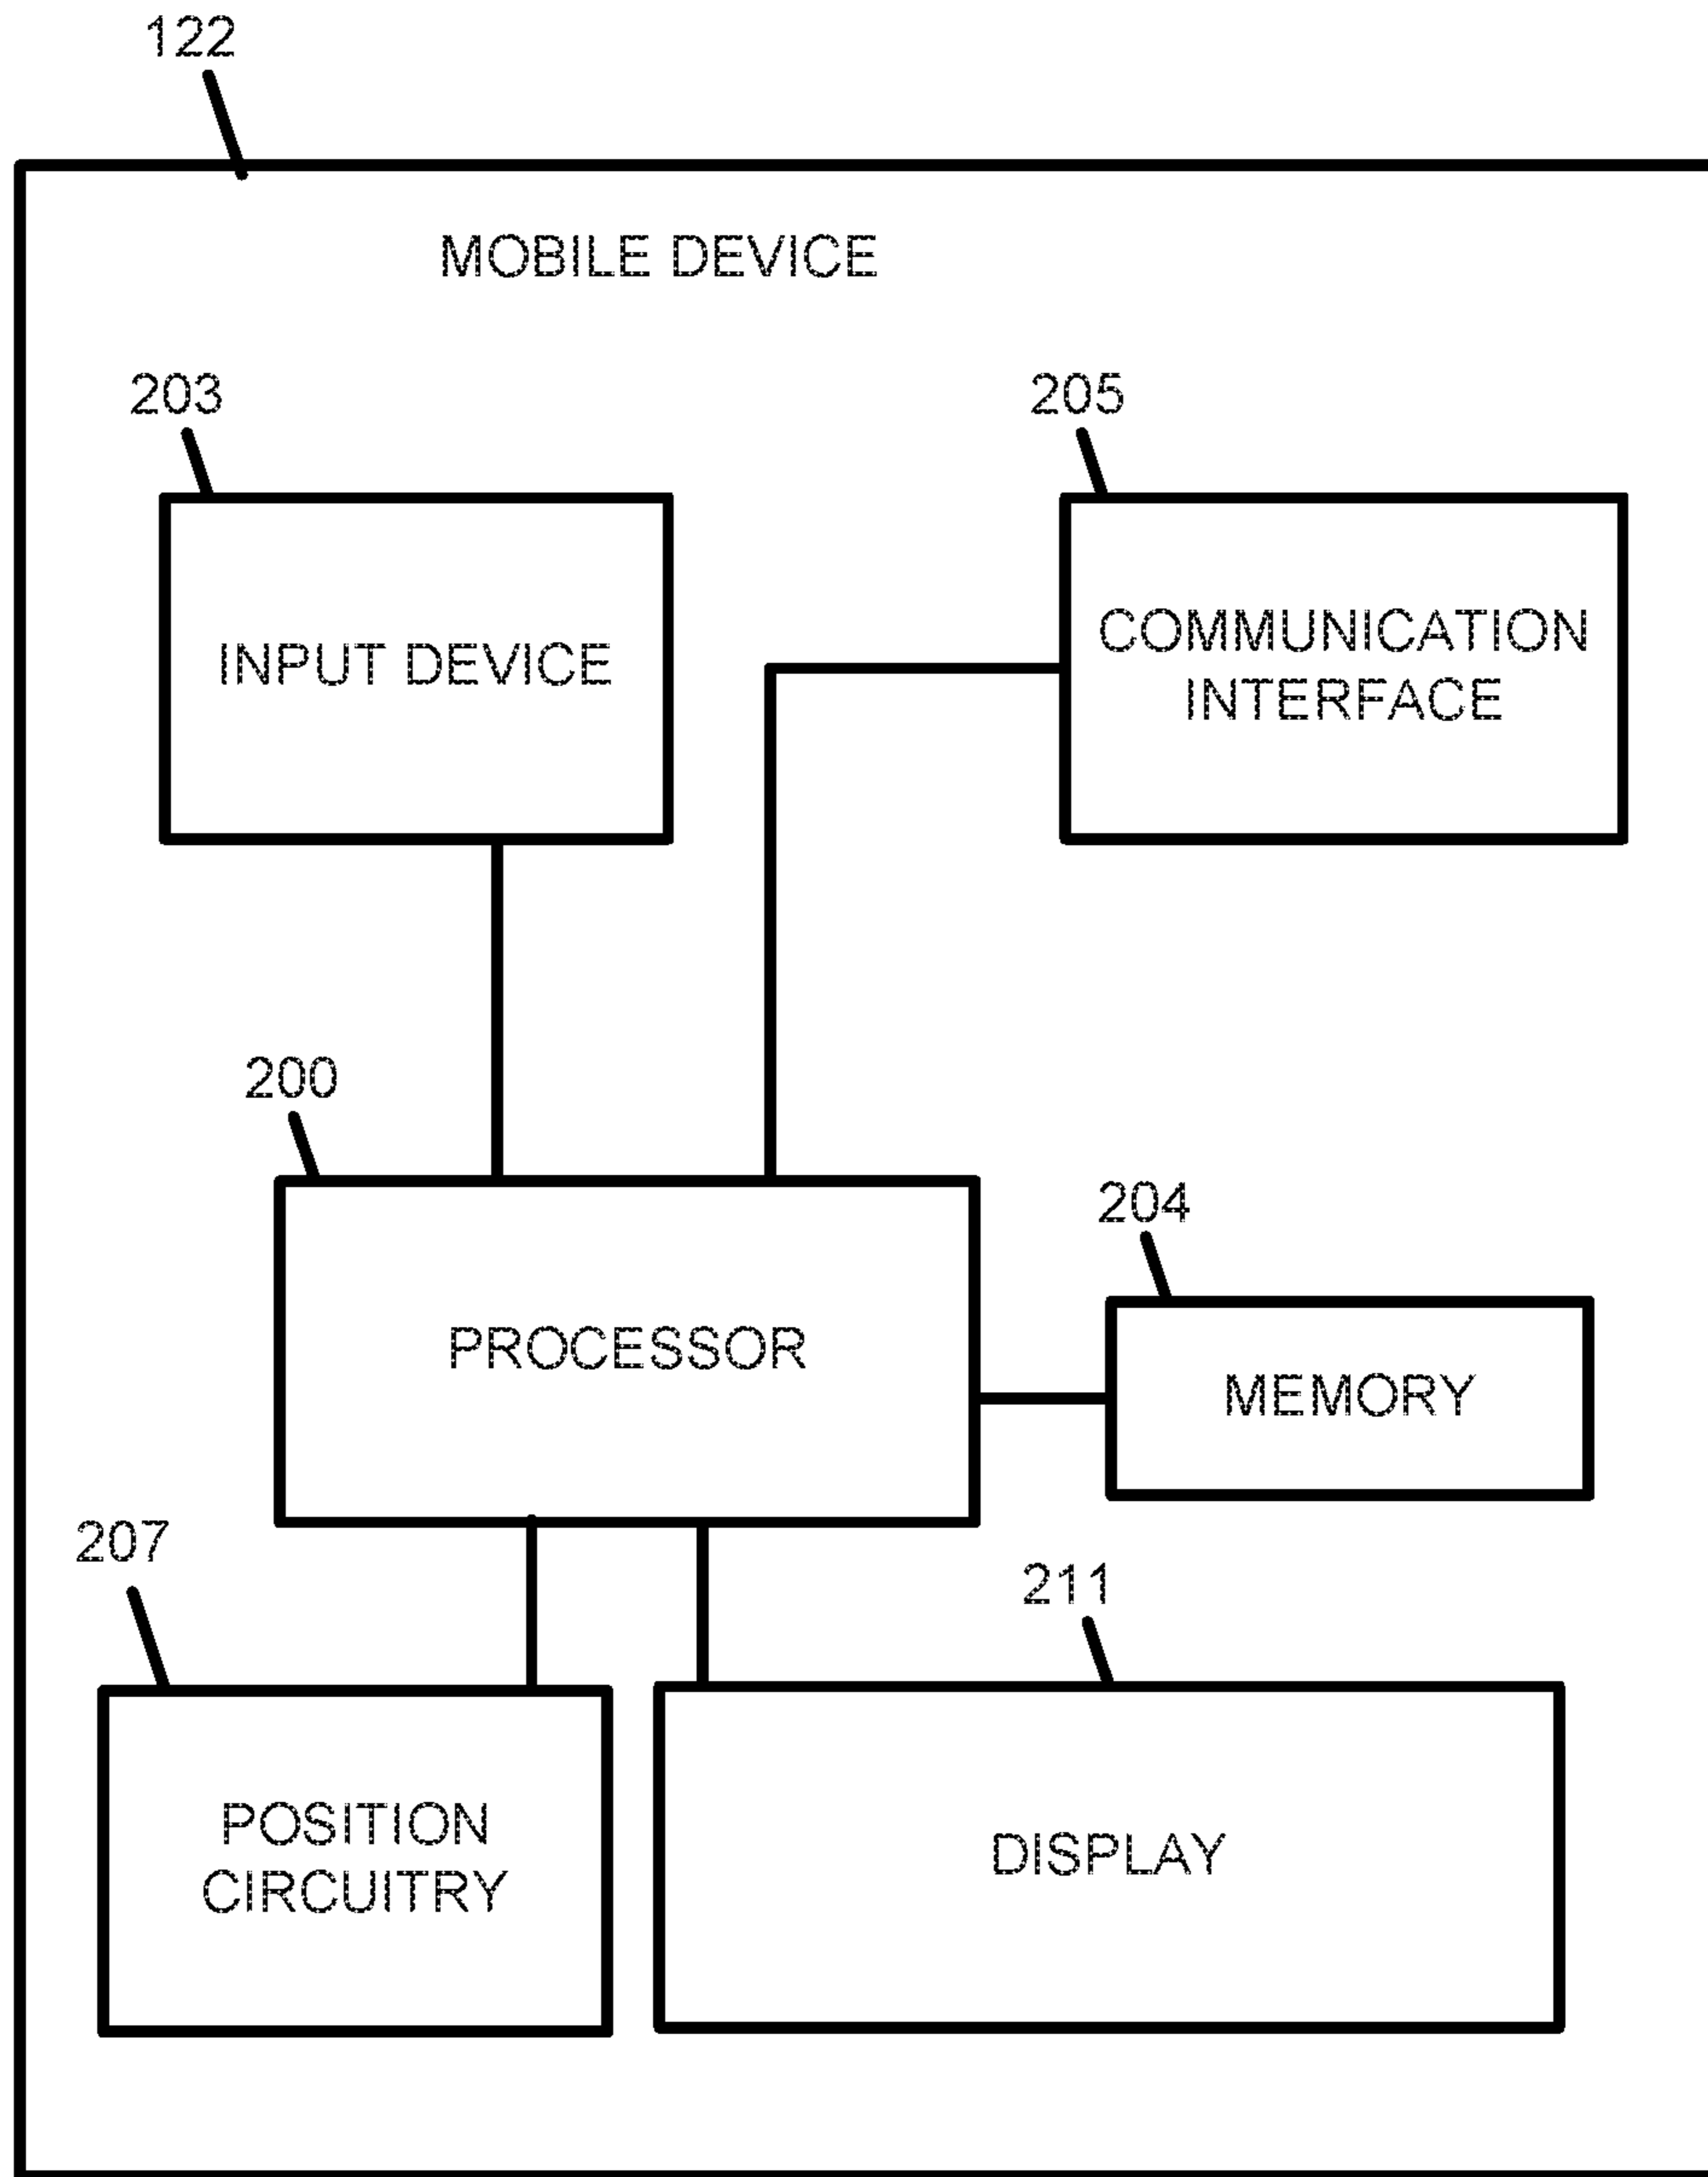 122
MOBILE DEVICE
203
205
INPUT DEVICE
COMMUNICATION
INTERFACE
200
204
PROCESSOR
MEMORY
207
211
POSITION
CIRCUITRY
DISPLAY